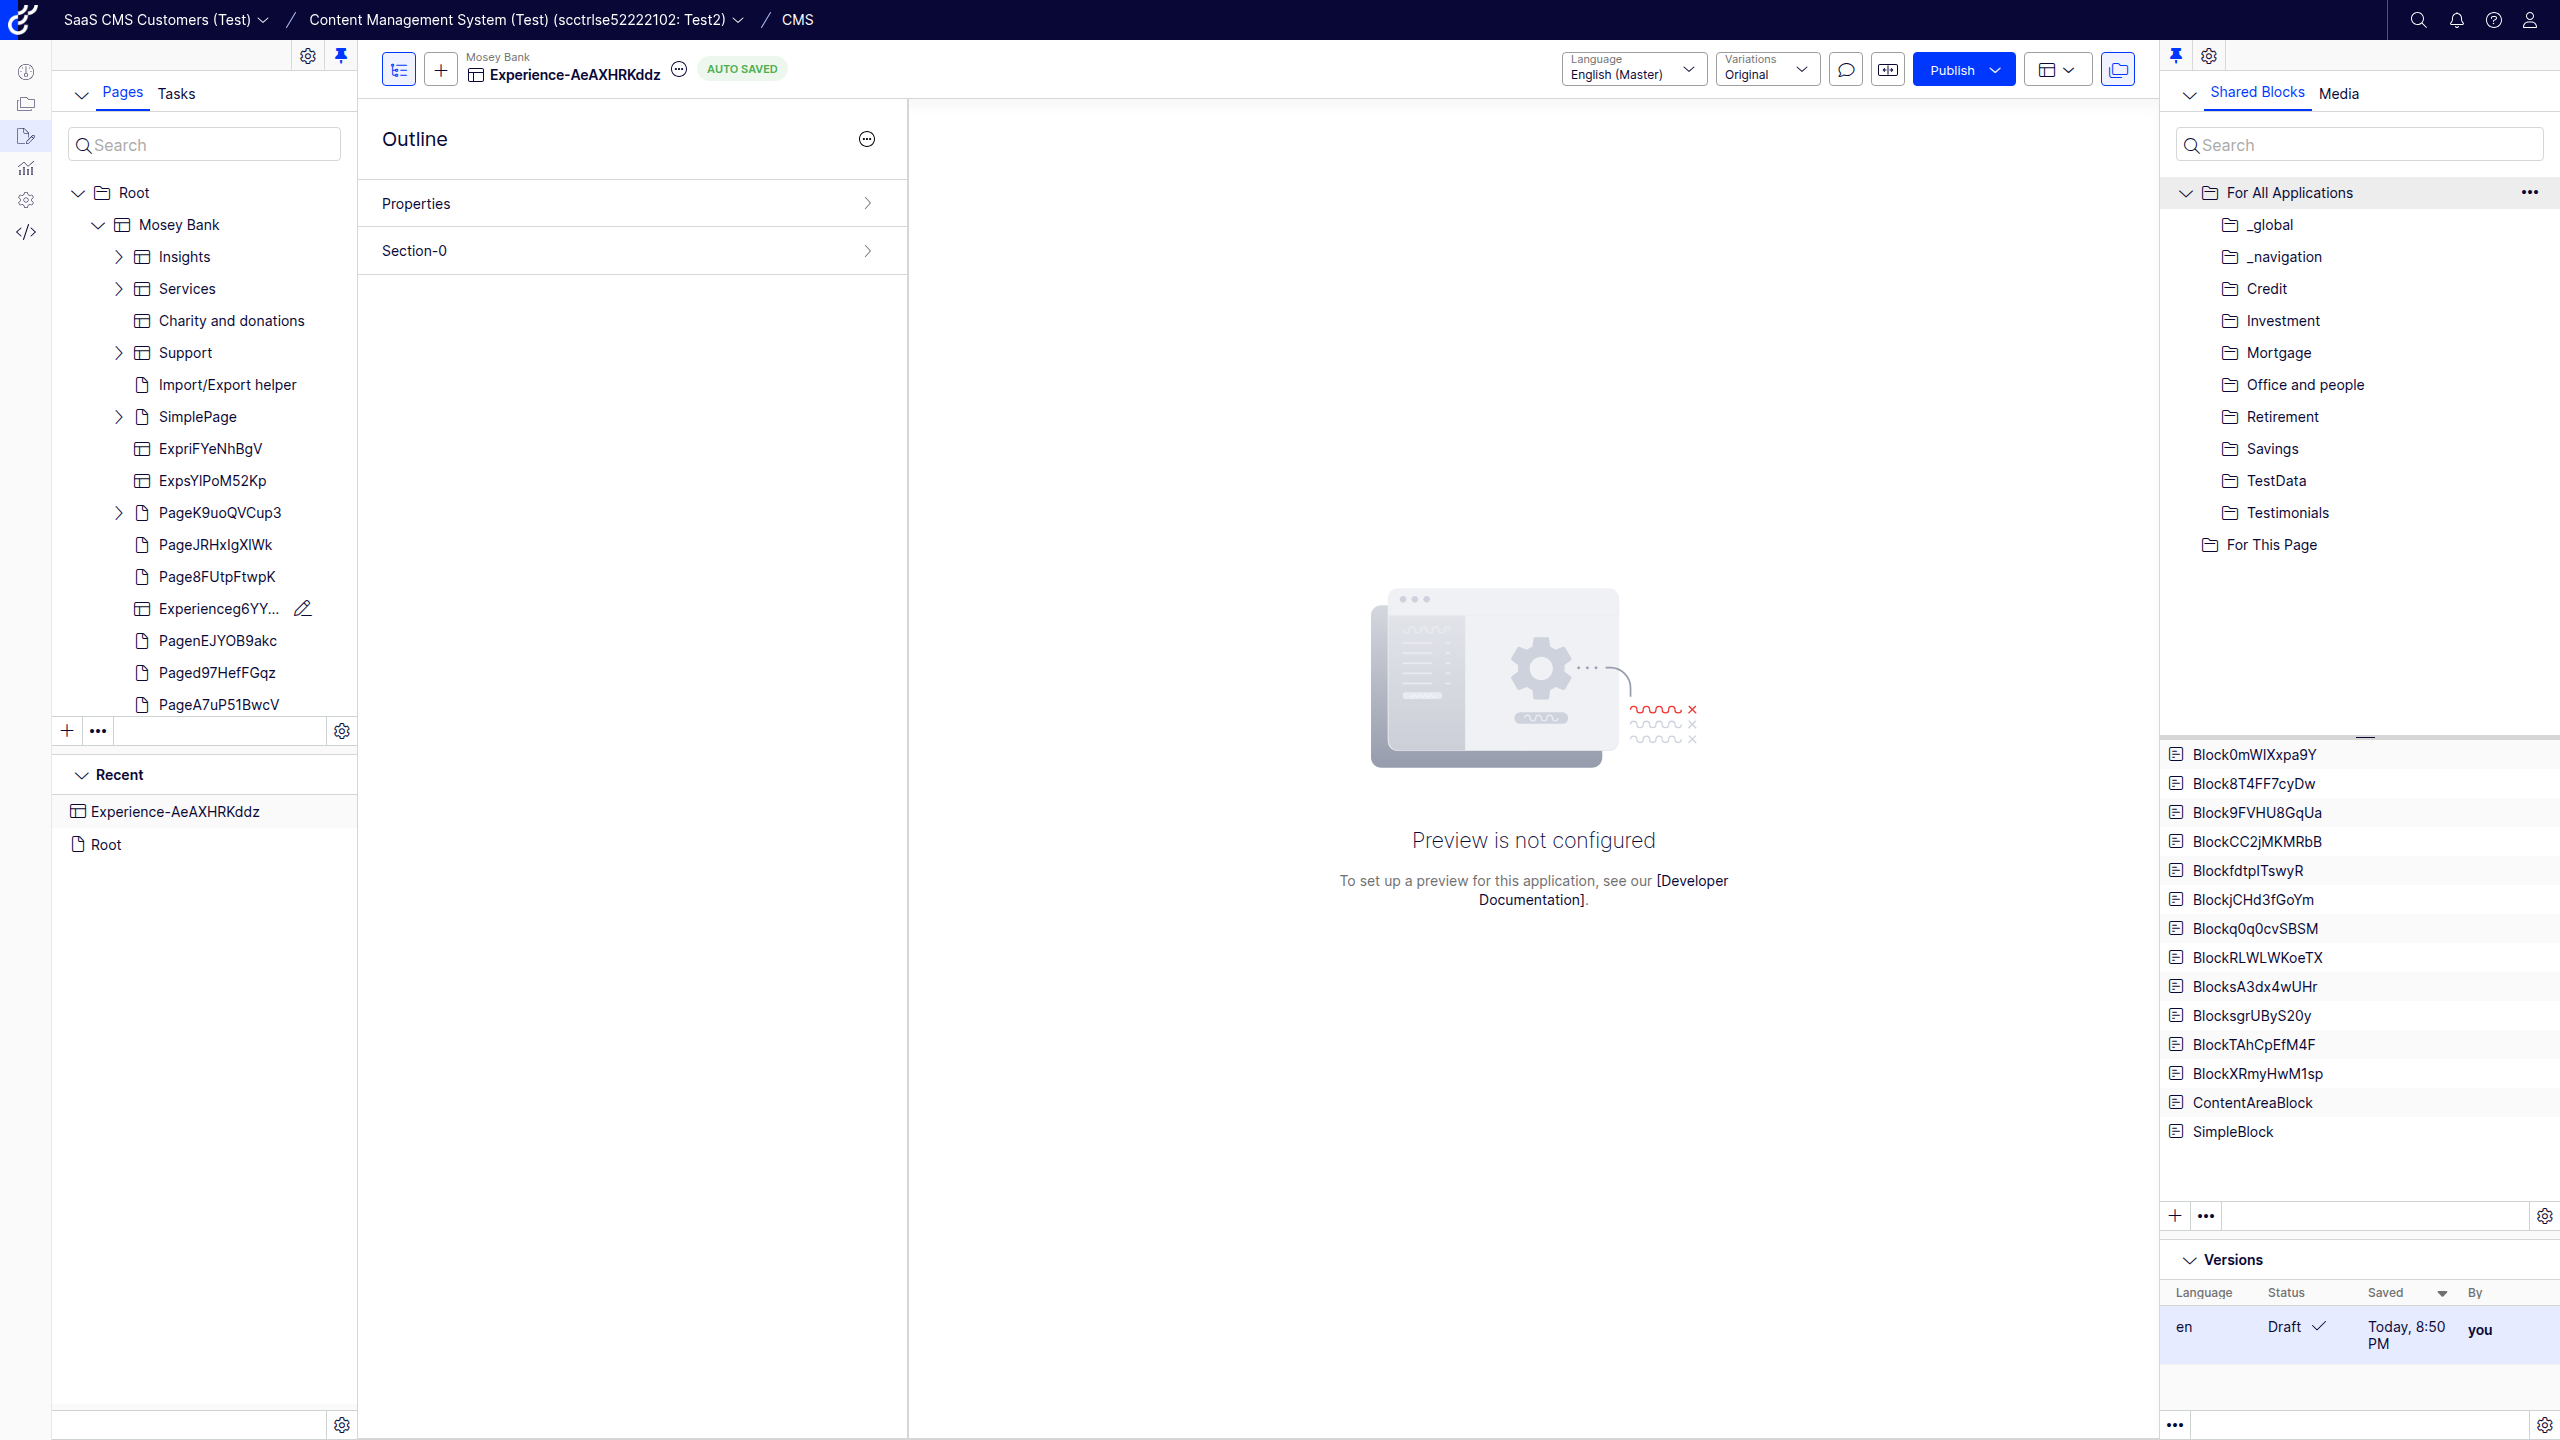 SaaS CMS Customers (Test)
Content Management System (Test) (scctrlse52222102: Test2)
CMS
Pages
Tasks
Search
Root
Mosey Bank
Insights
Services
Charity and donations
Support
Import/Export helper
SimplePage
ExpriFYeNhBgV
ExpsYlPoM52Kp
PageK9uoQVCup3
PageJRHxIgXlWk
Page8FUtpFtwpK
Experienceg6YY...
PagenEJYOB9akc
Paged97HefFGqz
PageA7uP51BwcV
Recent
Experience-AeAXHRKddz
Root
Mosey Bank
Experience-AeAXHRKddz
AUTO SAVED
Language
English (Master)
Variations
Original
Publish
Outline
Properties
Section-0
Preview is not configured
To set up a preview for this application, see our [Developer
Documentation].
Shared Blocks
Media
Search
For All Applications
_global
_navigation
Credit
Investment
Mortgage
Office and people
Retirement
Savings
TestData
Testimonials
For This Page
Block0mWIXxpa9Y
Block8T4FF7cyDw
Block9FVHU8GqUa
BlockCC2jMKMRbB
BlockfdtpITswyR
BlockjCHd3fGoYm
Blockq0q0cvSBSM
BlockRLWLWKoeTX
BlocksA3dx4wUHr
BlocksgrUByS20y
BlockTAhCpEfM4F
BlockXRmyHwM1sp
ContentAreaBlock
SimpleBlock
Versions
Language Status Saved By
en Draft Today, 8:50 you
PM